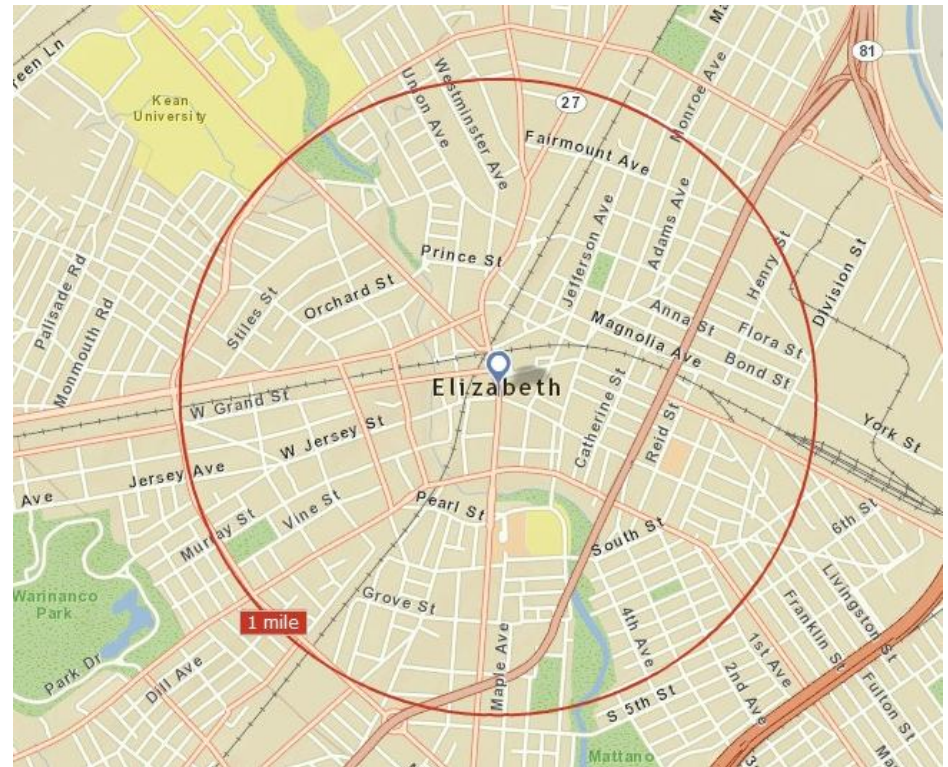 Ma
81
reen Ln
Kean
University
Union Ave
Westminster Ave
27
Monroe Ave
Fairmount Ave
Palisade Rd
Monmouth Rd
Stiles St
Orchard St
Prince St
Jefferson Ave
Adams Ave
Henry St
Division St
Anna St
Flora St
Magnolia Ave
Bond St
Elizabeth
W Grand St
W Jersey St
Catherine St
Reid St
York St
Jersey Ave
Ave
Murray St
Vine St
Pearl St
South St
6th St
Livingston St
Warinanco
Park
1 mile
Grove St
4th Ave
1st Ave
Franklin St
Fulton St
Park Dr
Dill Ave
Maple Ave
S 5th St
2nd Ave
Mattano
3
Ma